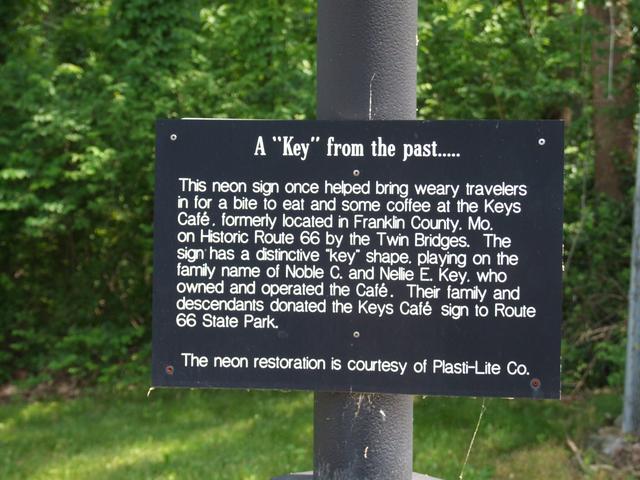 A "Key" from the past.....
This neon sign once helped bring weary travelers
in for a bite to eat and some coffee at the Keys
Café, formerly located in Franklin County, Mo.
on Historic Route 66 by the Twin Bridges. The
sign has a distinctive "key" shape, playing on the
family name of Noble C. and Nellie E. Key, who
owned and operated the Café. Their family and
descendants donated the Keys Café sign to Route
66 State Park.
The neon restoration is courtesy of Plasti-Lite Co.